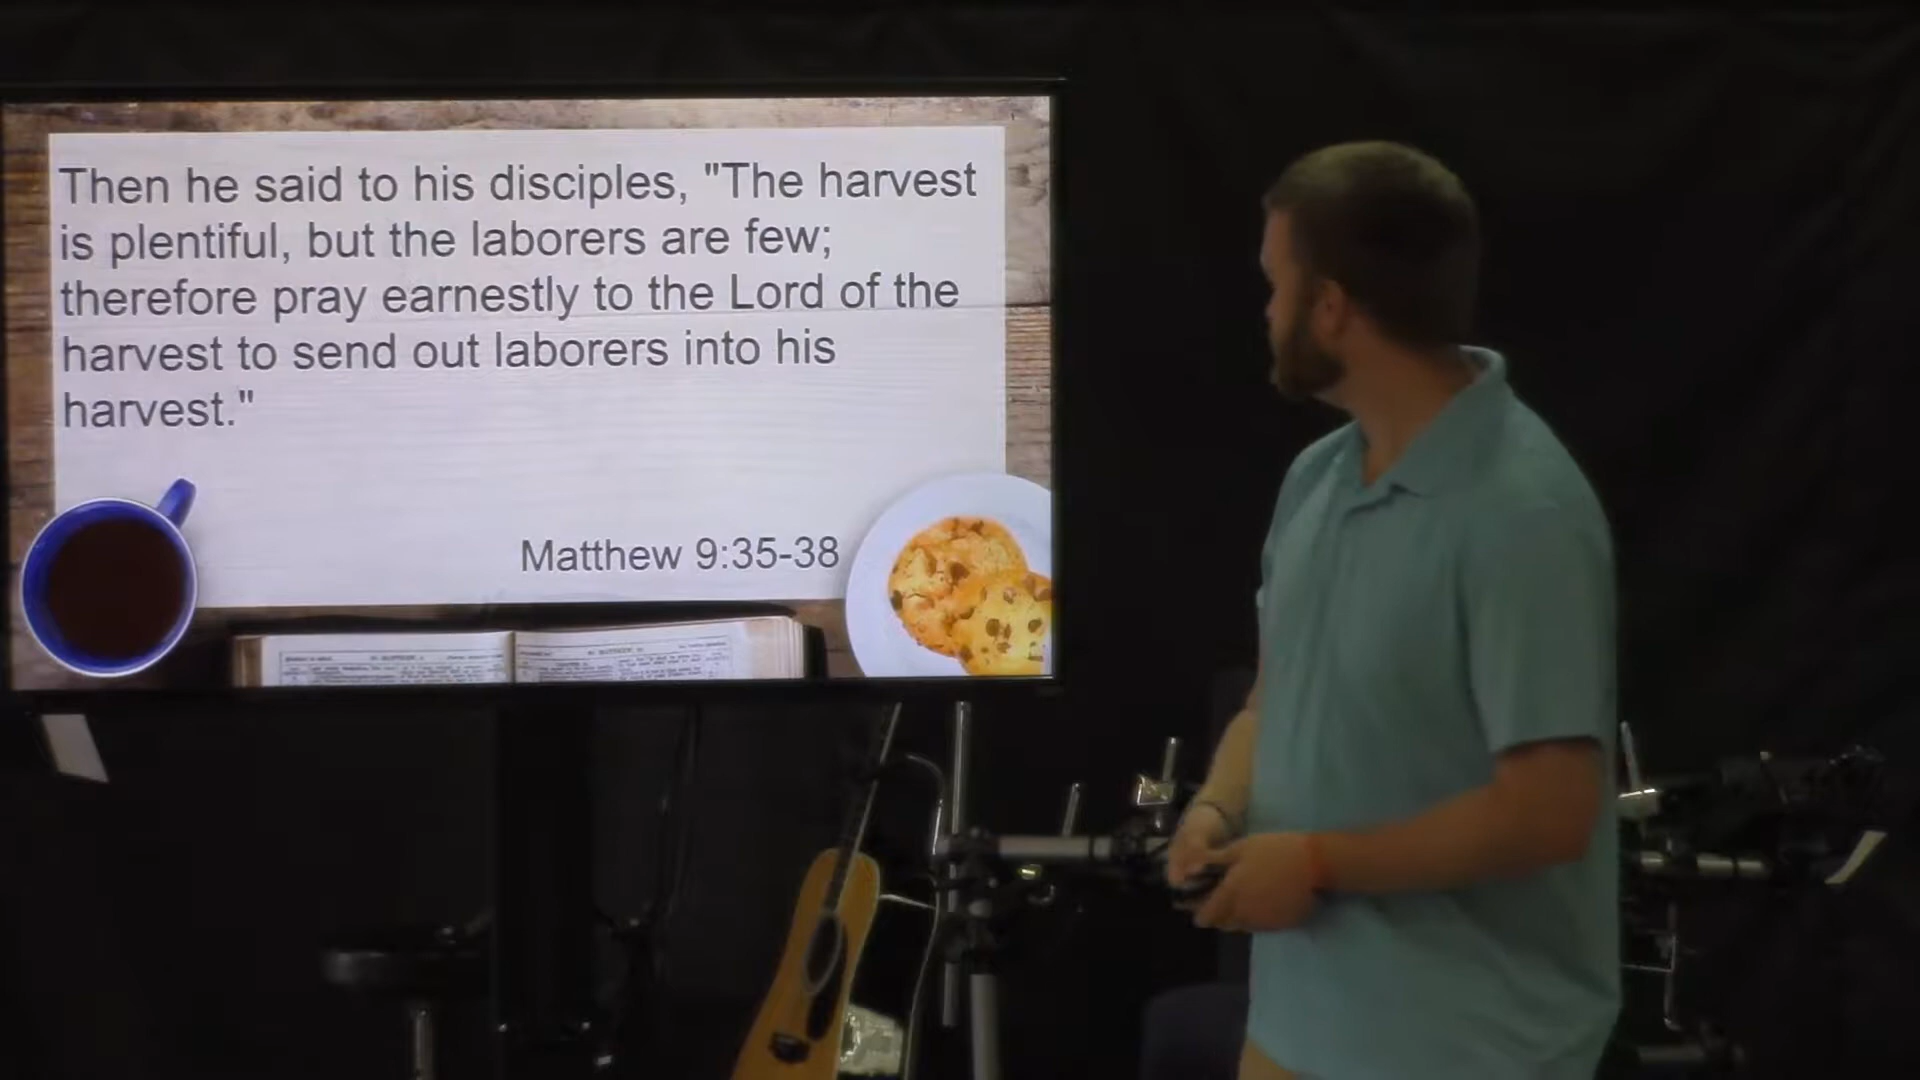 Then he said to his disciples, "The harvest
is plentiful, but the laborers are few;
therefore pray earnestly to the Lord of the
harvest to send out laborers into his
harvest."
Matthew 9:35-38